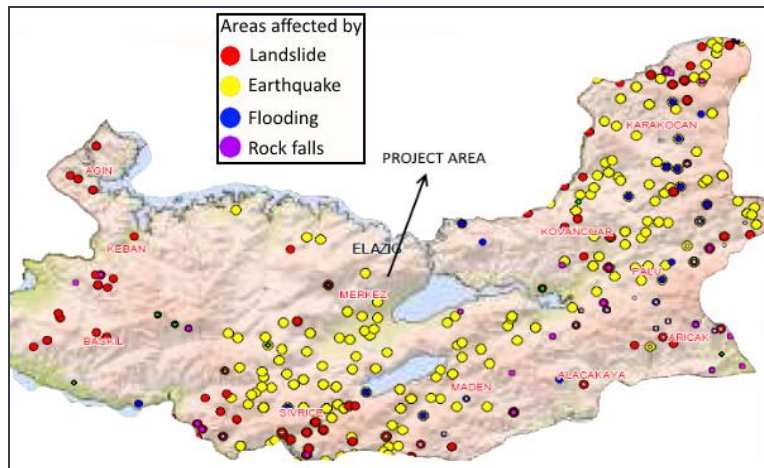 Areas affected by
Landslide
Earthquake
Flooding
Rock falls
KARAKOÇAN
PROJECT AREA
AGIN
KOVANCILAR
KEBAN
ELAZIG
PALU
MERKEZ
BASKIL
ARICAK
ALACAKAYA
MADEN
SIVRICE